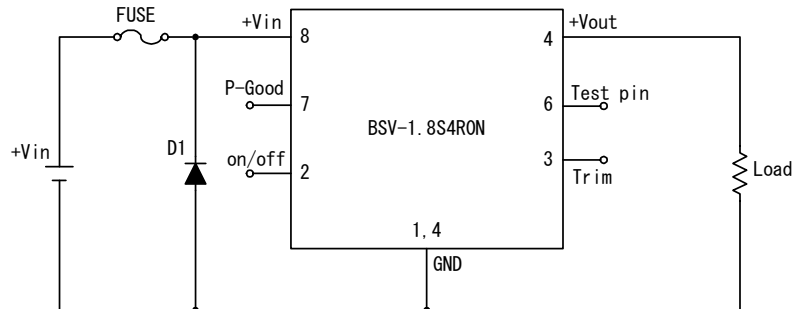 FUSE
+Vin
8
4
+Vout
P-Good
7
6
Test pin
BSV-1.8S4R0N
+Vin
D1
on/off
2
3
Trim
Load
1,4
GND